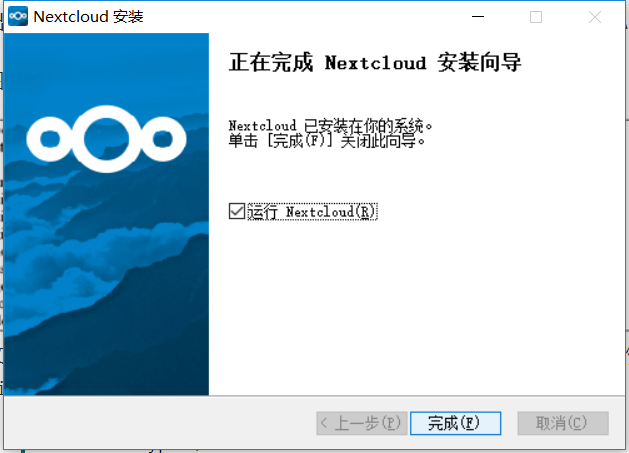 Nextcloud 安装
正在完成 Nextcloud 安装向导
Nextcloud 已安装在你的系统。
单击 [完成(F)] 关闭此向导。
运行 Nextcloud(R)
< 上一步(P)
完成(F)
取消(C)